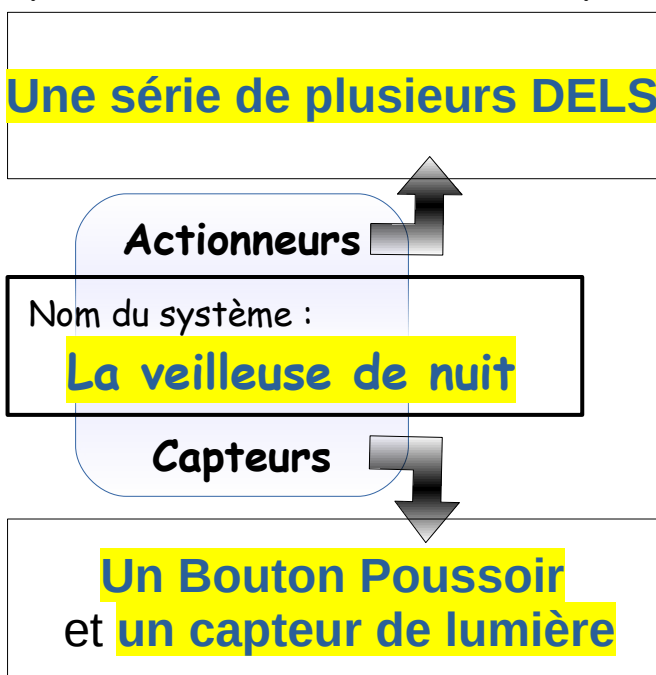 Une série de plusieurs DELS
Actionneurs
Nom du système :
La veilleuse de nuit
Capteurs
Un Bouton Poussoir
et un capteur de lumière